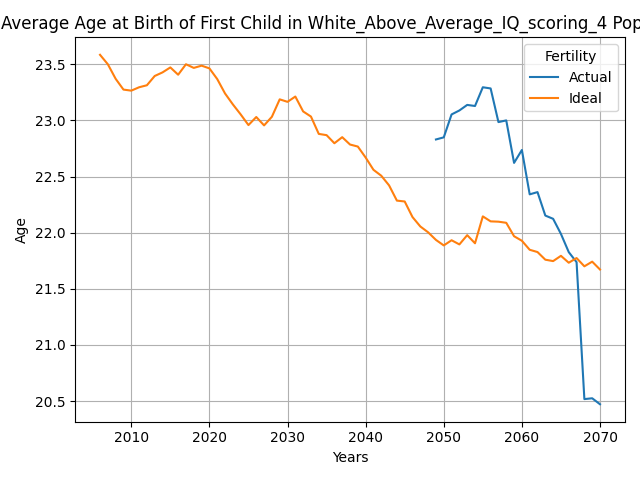 Average Age at Birth of First Child in White_Above_Average_IQ_scoring_4 Pop
Fertility
Actual
Ideal
23.5
23.0
22.5
22.0
21.5
21.0
20.5
Age
2010 2020 2030 2040 2050 2060 2070
Years